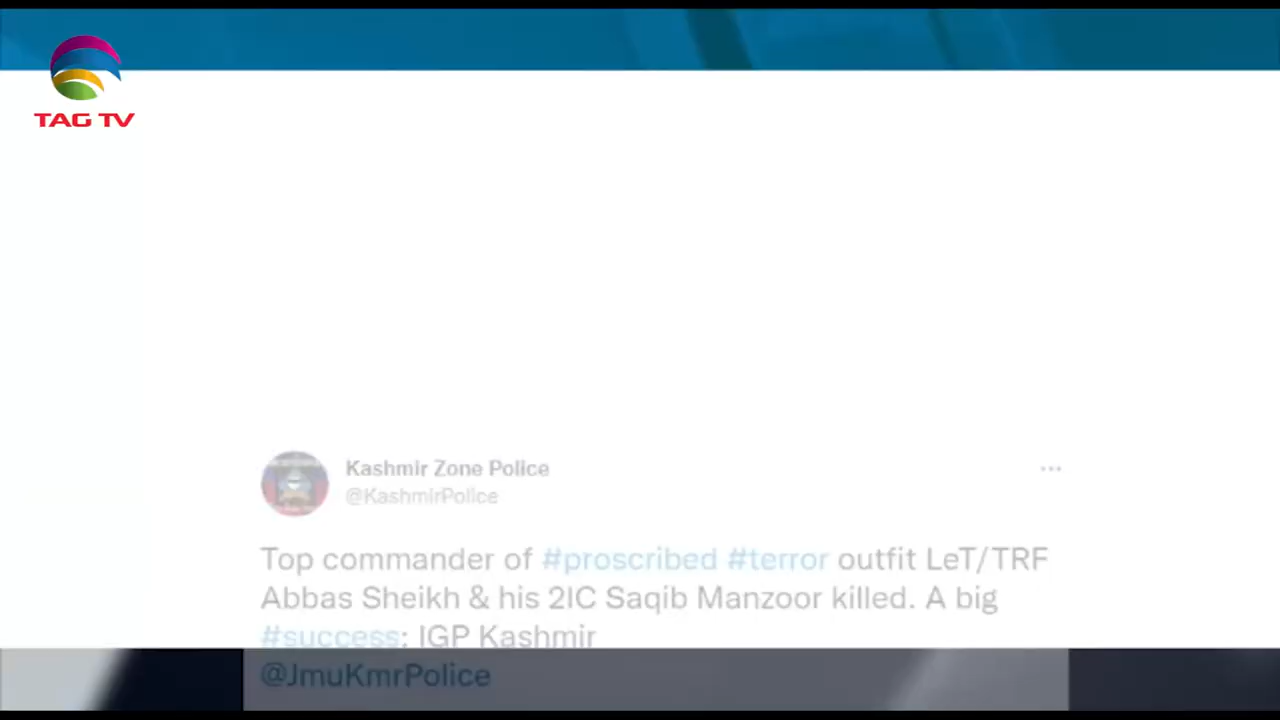 TAG TV
Kashmir Zone Police
@KashmirPolice
Top commander of #proscribed #terror outfit LeT/TRF
Abbas Sheikh & his 2IC Saqib Manzoor killed. A big
#success: IGP Kashmir
@JmuKmrPolice